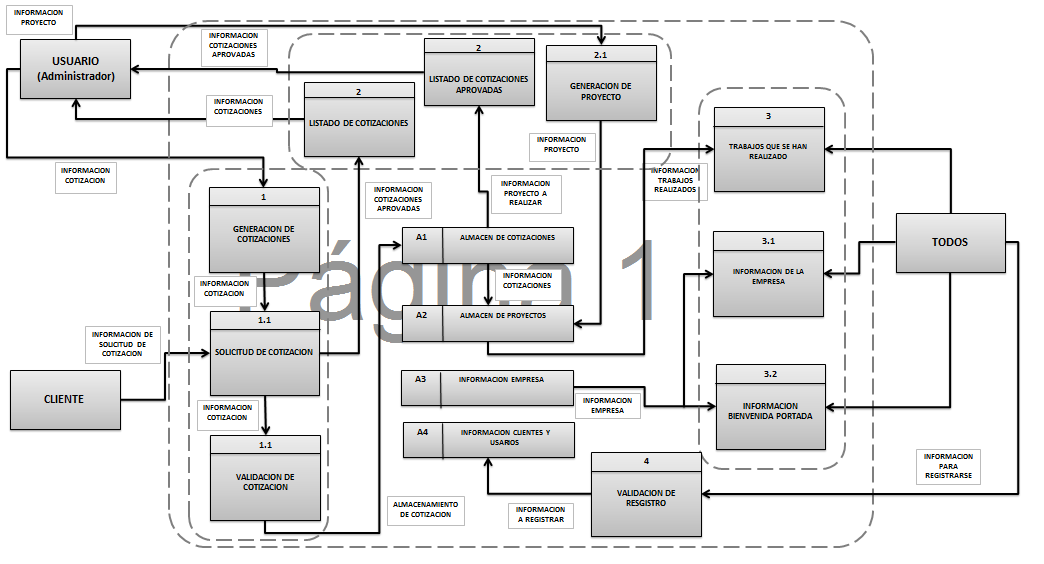 INFORMACION
PROYECTO
USUARIO
(Administrador)
INFORMACION
COTIZACIONES
APROVADAS
INFORMACION
COTIZACIONES
INFORMACION
COTIZACION
2
LISTADO DE COTIZACIONES
2
LISTADO DE COTIZACIONES
APROVADAS
2.1
GENERACION DE
PROYECTO
INFORMACION
PROYECTO
3
TRABAJOS QUE SE HAN
REALIZADO
INFORMACION
TRABAJOS
REALIZADOS
1
GENERACION DE
COTIZACIONES
INFORMACION
COTIZACIONES
APROVADAS
INFORMACION
PROYECTO A
REALIZAR
A1
ALMACEN DE COTIZACIONES
3.1
INFORMACION DE LA
EMPRESA
TODOS
Página 1
INFORMACION
COTIZACION
INFORMACION
COTIZACIONES
A2
ALMACEN DE PROYECTOS
1.1
SOLICITUD DE COTIZACION
INFORMACION DE
SOLICITUD DE
COTIZACION
CLIENTE
A3
INFORMACION EMPRESA
INFORMACION
EMPRESA
3.2
INFORMACION
BIENVENIDA PORTADA
INFORMACION
COTIZACION
A4
INFORMACION CLIENTES Y
USARIOS
1.1
VALIDACION DE
COTIZACION
4
VALIDACION DE
RESGISTRO
INFORMACION
PARA
REGISTRARSE
ALMACENAMIENTO
DE COTIZACION
INFORMACION
A REGISTRAR